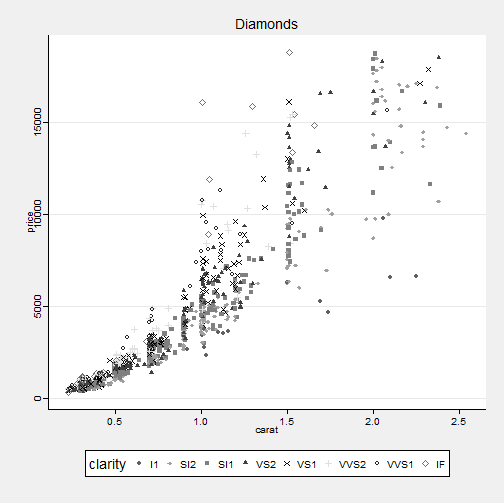 Diamonds
15000
10000
5000
0
price
0.5 1.0 1.5 2.0 2.5
carat
clarity I1 SI2 SI1 VS2 VS1 VVS2 VVS1 IF